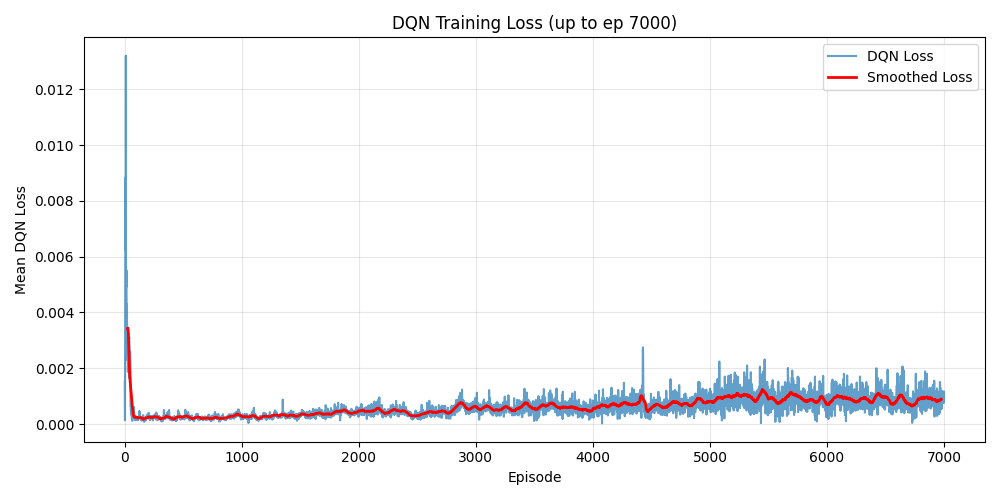 DQN Training Loss (up to ep 7000)
DQN Loss
Smoothed Loss
Mean DQN Loss
0.012
0.010
0.008
0.006
0.004
0.002
0.000
0 1000 2000 3000 4000 5000 6000 7000
Episode